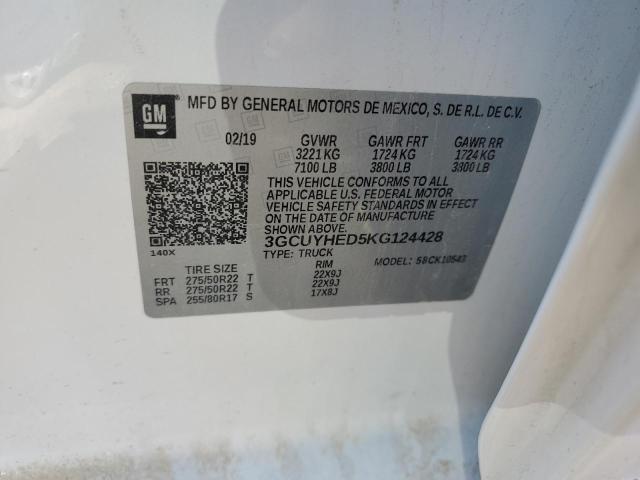 GM MFD BY GENERAL MOTORS DE MEXICO, S. DE R.L. DE C.V.
02/19 GVWR GAWR FRT GAWR RR
3221 KG 1724 KG 1724 KG
7100 LB 3800 LB 3800 LB
THIS VEHICLE CONFORMS TO ALL
APPLICABLE U.S. FEDERAL MOTOR
VEHICLE SAFETY STANDARDS IN EFFECT
ON THE DATE OF MANUFACTURE
SHOWN ABOVE.
3GCUYHED5KG124428
140X TYPE: TRUCK MODEL: 58CK10543
TIRE SIZE RIM
FRT 275/50R22 T 22X9J
RR 275/50R22 T 22X9J
SPA 255/80R17 S 17X8J